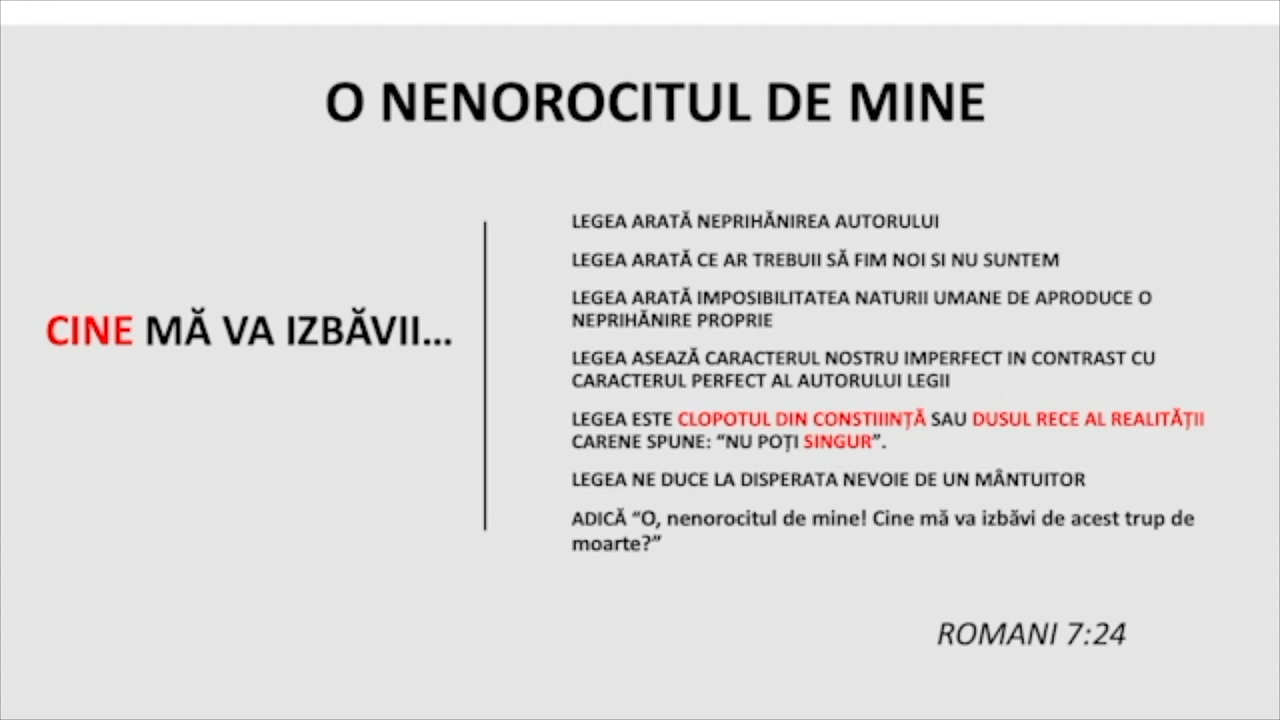 O NENOROCITUL DE MINE
CINE MĂ VA IZBĂVII...
LEGEA ARATĂ NEPRIHĂNIREA AUTORULUI
LEGEA ARATĂ CE AR TREBUII SĂ FIM NOI SI NU SUNTEM
LEGEA ARATĂ IMPOSIBILITATEA NATURII UMANE DE APRODUCE O
NEPRIHĂNIRE PROPRIE
LEGEA ASEAZĂ CARACTERUL NOSTRU IMPERFECT IN CONTRAST CU
CARACTERUL PERFECT AL AUTORULUI LEGII
LEGEA ESTE CLOPOTUL DIN CONSTIIINȚĂ SAU DUSUL RECE AL REALITĂȚII
CARENE SPUNE: “NU POȚI SINGUR”.
LEGEA NE DUCE LA DISPERATA NEVOIE DE UN MÂNTUITOR
ADICĂ “O, nenorocitul de mine! Cine mă va izbăvi de acest trup de
moarte?”
ROMANI 7:24